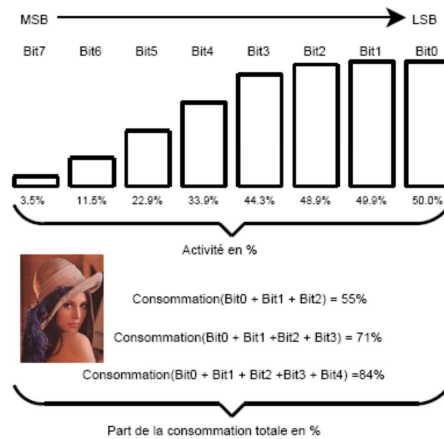 MSB LSB
Bit7 Bit6 Bit5 Bit4 Bit3 Bit2 Bit1 Bit0
3.5% 11.5% 22.9% 33.9% 44.3% 48.9% 49.9% 50.0%
Activité en %
Consommation(Bit0 + Bit1 + Bit2) = 55%
Consommation(Bit0 + Bit1 +Bit2 + Bit3) = 71%
Consommation(Bit0 + Bit1 + Bit2 +Bit3 + Bit4) =84%
Part de la consommation totale en %